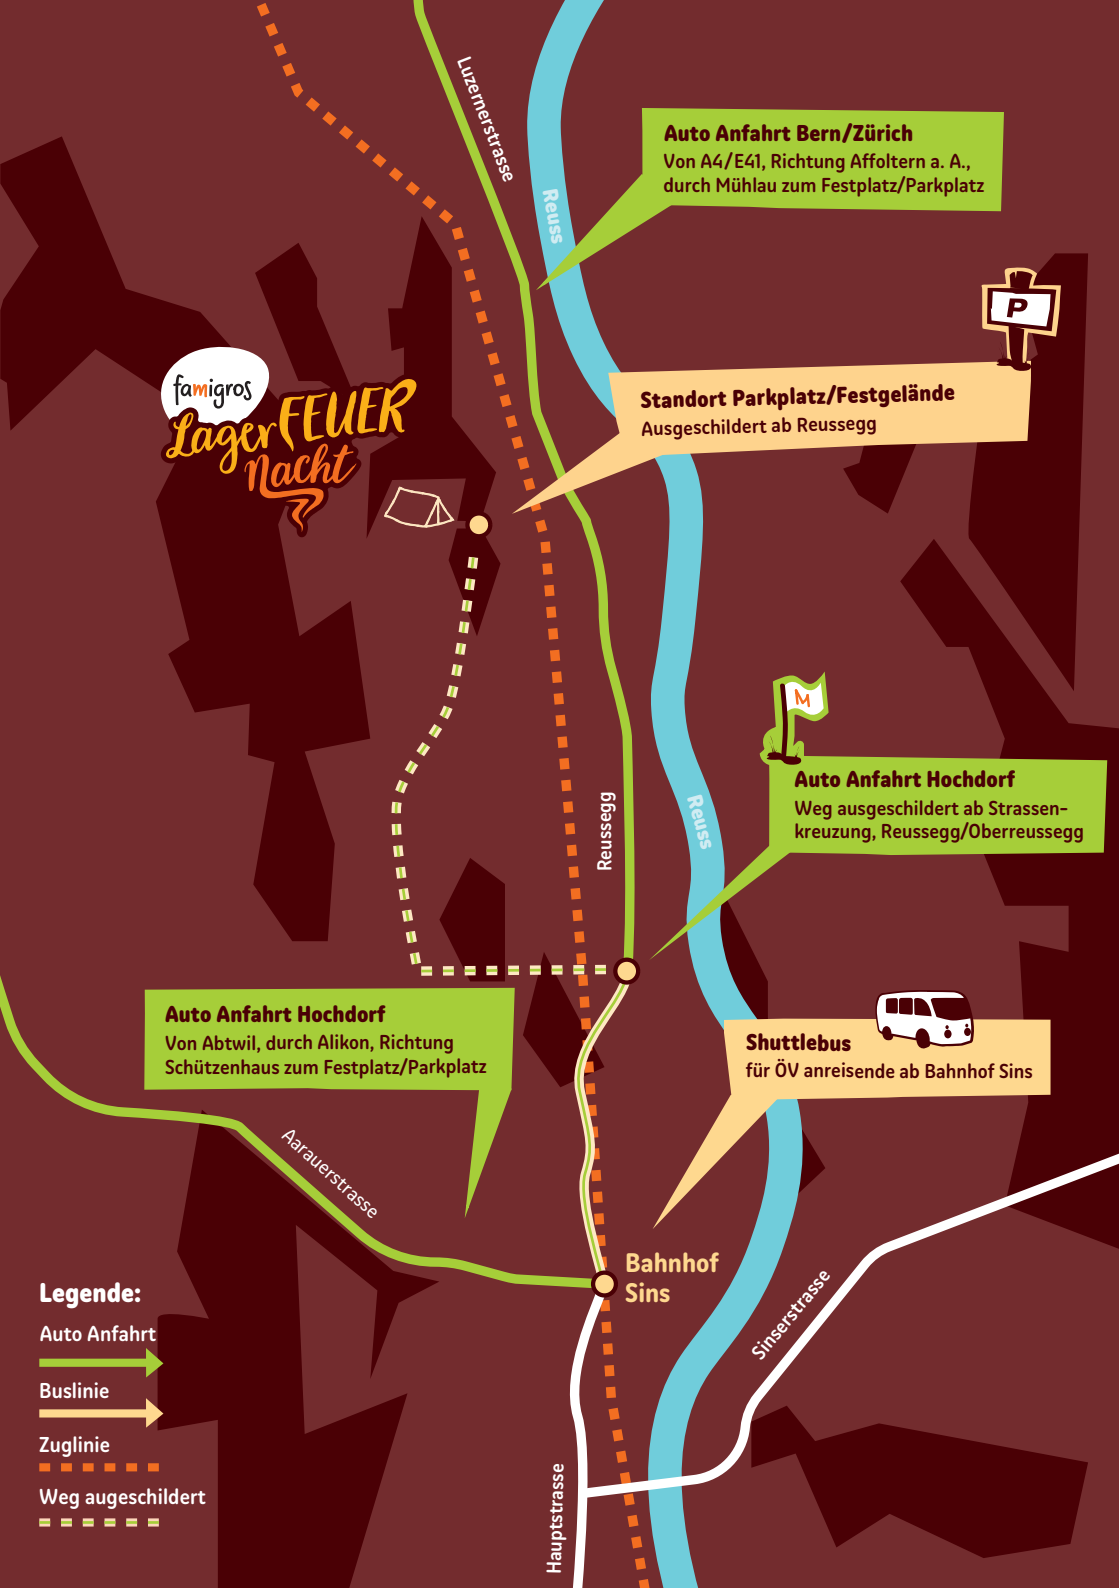 Luzernerstrasse
Reuss
Auto Anfahrt Bern/Zürich
Von A4/E41, Richtung Affoltern a. A.,
durch Mühlau zum Festplatz/Parkplatz
P
famigros
LagerFEUER
Nacht
Standort Parkplatz/Festgelände
Ausgeschildert ab Reussegg
M
Auto Anfahrt Hochdorf
Weg ausgeschildert ab Strassen-
kreuzung, Reussegg/Oberreussegg
Reussegg
Reuss
Auto Anfahrt Hochdorf
Von Abtwil, durch Alikon, Richtung
Schützenhaus zum Festplatz/Parkplatz
Shuttlebus
für ÖV anreisende ab Bahnhof Sins
Aarauerstrasse
Bahnhof
Sins
Sinserstrasse
Hauptstrasse
Legende:
Auto Anfahrt
Buslinie
Zuglinie
Weg augeschildert